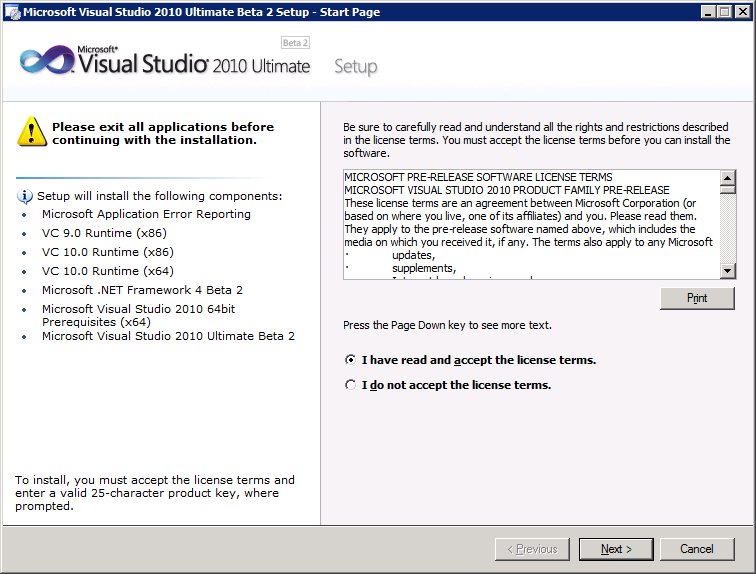 Microsoft Visual Studio 2010 Ultimate Beta 2 Setup - Start Page
Beta 2
Microsoft®
Visual Studio® 2010 Ultimate Setup
Please exit all applications before
continuing with the installation.
Setup will install the following components:
Microsoft Application Error Reporting
VC 9.0 Runtime (x86)
VC 10.0 Runtime (x86)
VC 10.0 Runtime (x64)
Microsoft .NET Framework 4 Beta 2
Microsoft Visual Studio 2010 64bit
Prerequisites (x64)
Microsoft Visual Studio 2010 Ultimate Beta 2
To install, you must accept the license terms and
enter a valid 25-character product key, where
prompted.
Be sure to carefully read and understand all the rights and restrictions described
in the license terms. You must accept the license terms before you can install the
software.
MICROSOFT PRE-RELEASE SOFTWARE LICENSE TERMS
MICROSOFT VISUAL STUDIO 2010 PRODUCT FAMILY PRE-RELEASE
These license terms are an agreement between Microsoft Corporation (or
based on where you live, one of its affiliates) and you. Please read them.
They apply to the pre-release software named above, which includes the
media on which you received it, if any. The terms also apply to any Microsoft
· updates,
· supplements,
Print
Press the Page Down key to see more text.
I have read and accept the license terms.
I do not accept the license terms.
< Previous
Next >
Cancel